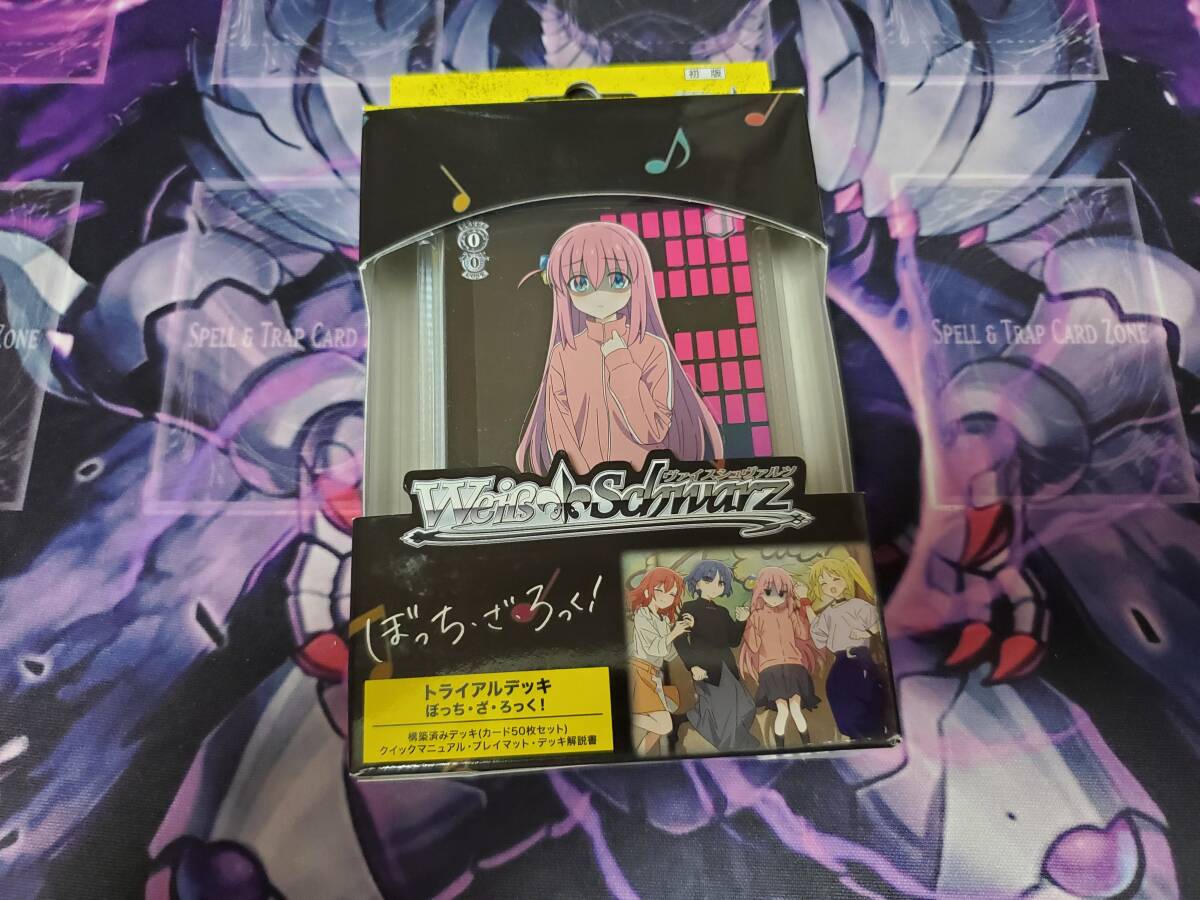 初版
0
0
1
SPELL & TRAP CARD
ZONE
SPELL & TRAP CARD ZONE
ヴァイスシュヴァルツ
Weiß Schwarz
ぼっち・ざ・ろっく!
トライアルデッキ
ぼっち・ざ・ろっく!
構築済みデッキ(カード50枚セット)
クイックマニュアル・プレイマット・デッキ解説書